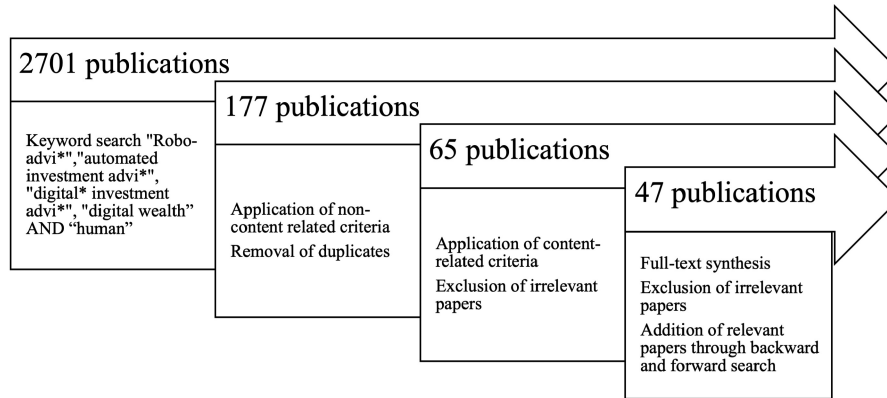 2701 publications
Keyword search "Robo-
advi*","automated
investment advi*",
"digital* investment
advi*", "digital wealth”
AND “human”
177 publications
Application of non-
content related criteria
Removal of duplicates
65 publications
Application of content-
related criteria
Exclusion of irrelevant
papers
47 publications
Full-text synthesis
Exclusion of irrelevant
papers
Addition of relevant
papers through backward
and forward search